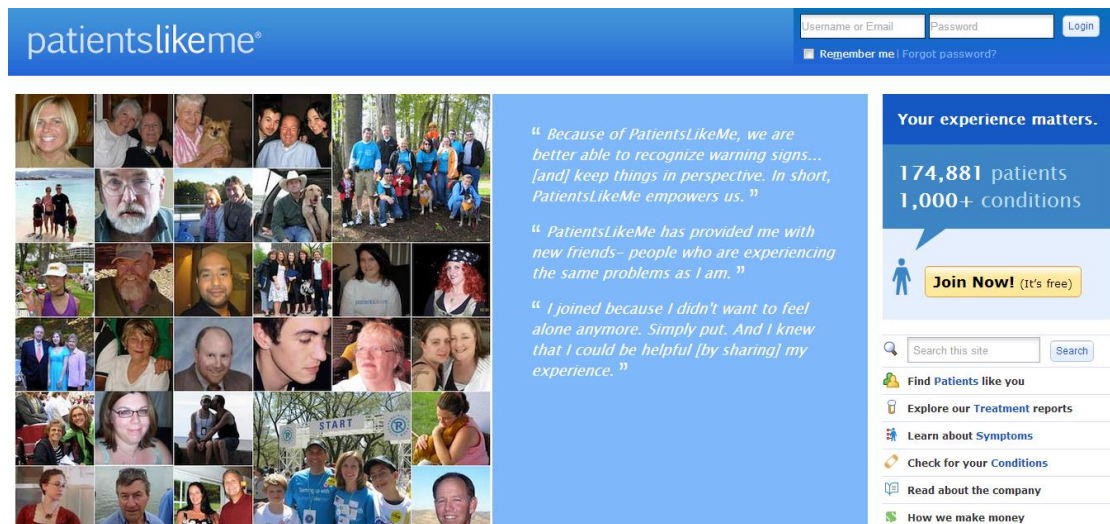 patientslikeme®
Username or Email Password Login
Remember me | Forgot password?
“ Because of PatientsLikeMe, we are
better able to recognize warning signs...
[and] keep things in perspective. In short,
PatientsLikeMe empowers us. ”
“ PatientsLikeMe has provided me with
new friends– people who are experiencing
the same problems as I am. ”
“ I joined because I didn't want to feel
alone anymore. Simply put. And I knew
that I could be helpful [by sharing] my
experience. ”
Your experience matters.
174,881 patients
1,000+ conditions
Join Now! (It's free)
Search this site Search
Find Patients like you
Explore our Treatment reports
Learn about Symptoms
Check for your Conditions
Read about the company
How we make money
START